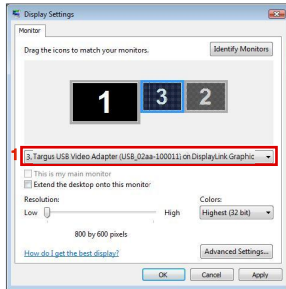 Display Settings
Monitor
Drag the icons to match your monitors.
Identify Monitors
1
3
2
1
3. Targus USB Video Adapter (USB_02aa-100011) on DisplayLink Graphic
This is my main monitor
Extend the desktop onto this monitor
Resolution:
Colors:
Low
High
Highest (32 bit)
800 by 600 pixels
How do I get the best display?
Advanced Settings...
OK
Cancel
Apply